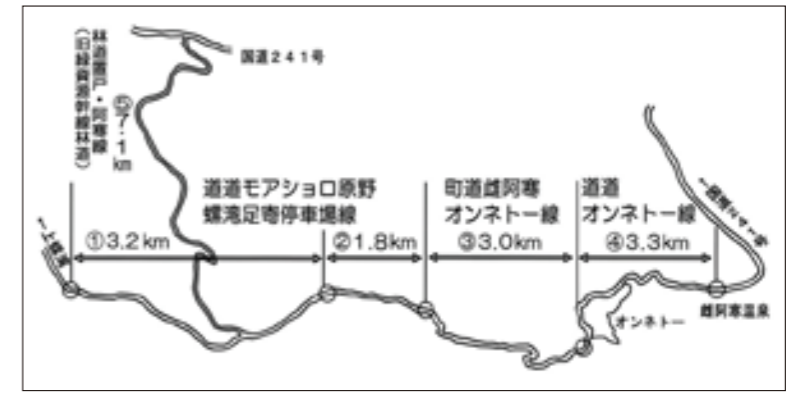 国道241号
林道置戸・阿寒線
(旧緑資源幹線林道)
⑤7.1km
道道モアショロ原野
螺湾足寄停車場線
町道雌阿寒
オンネトー線
道道
オンネトー線
①3.2km
②1.8km
③3.0km
④3.3km
オンネトー
雌阿寒温泉